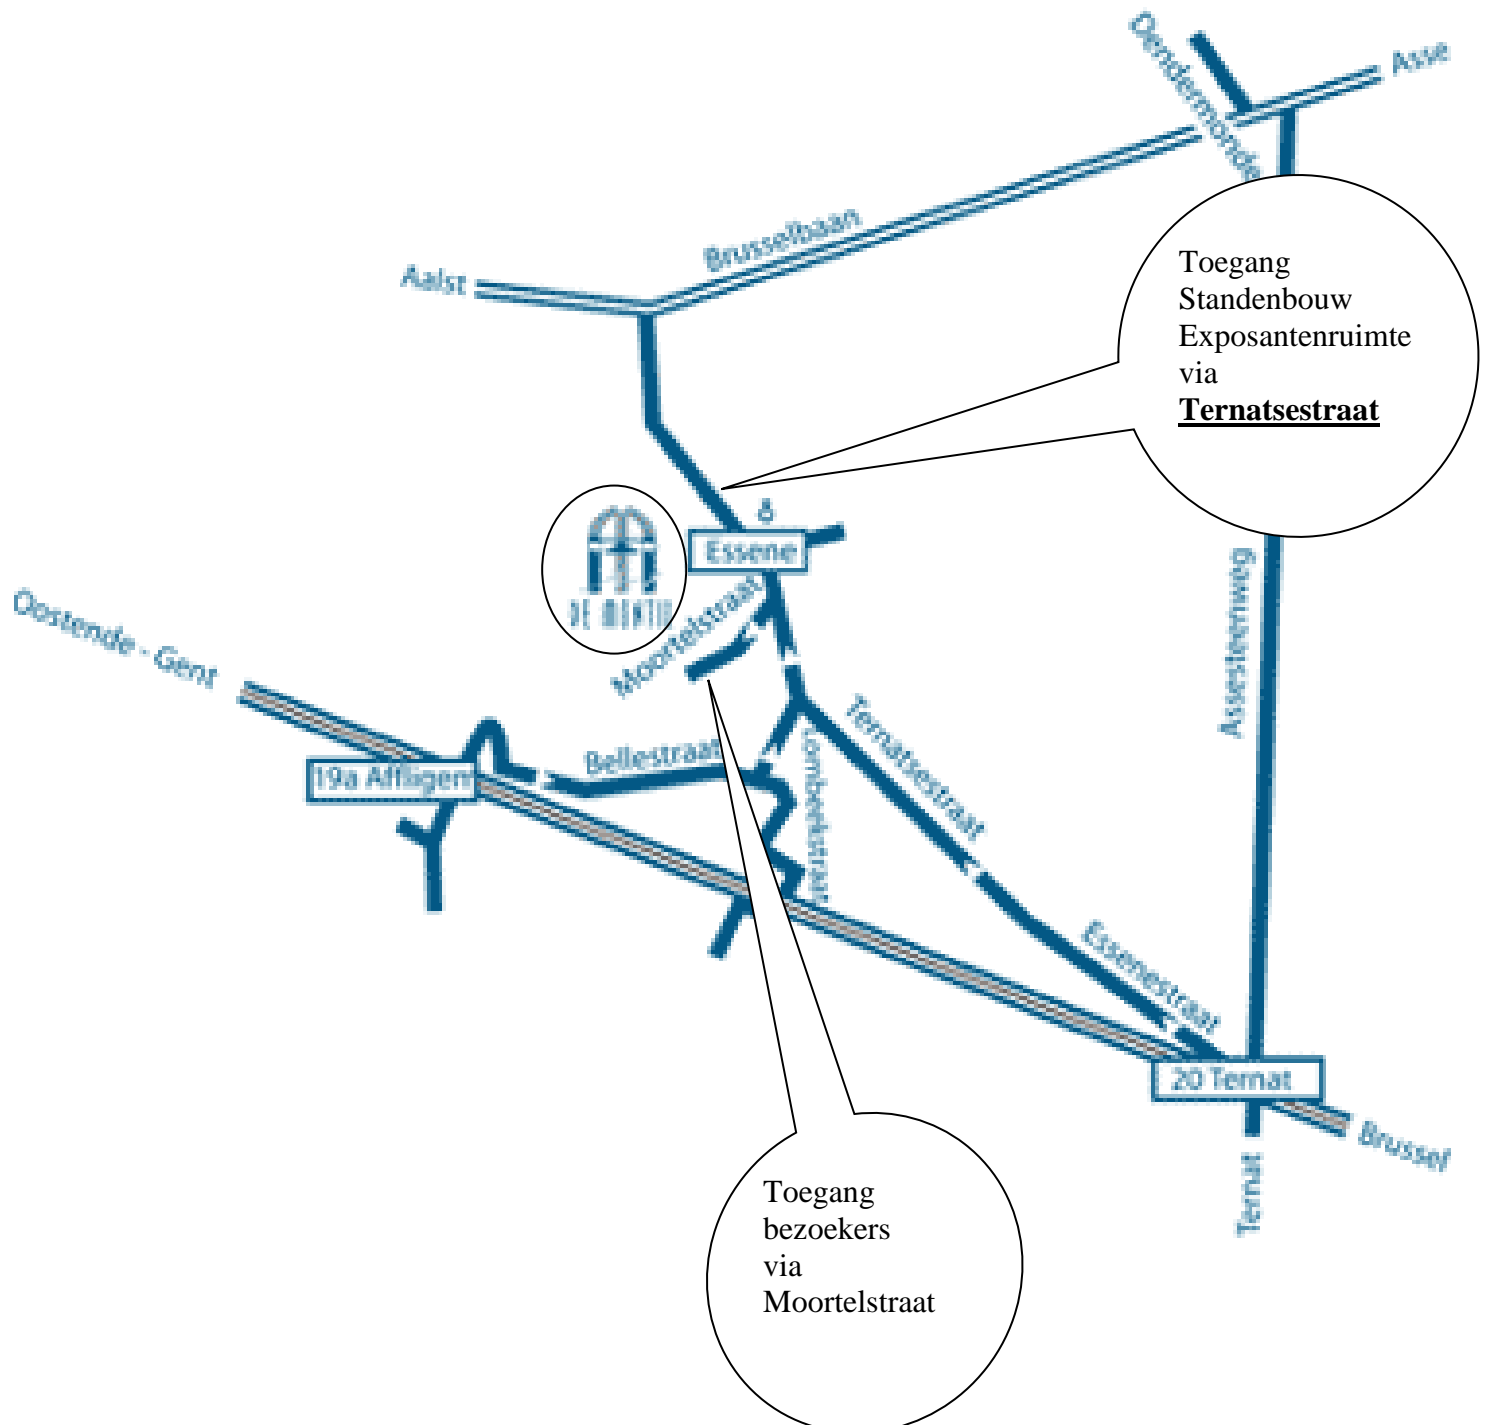 Dendermonde
Asse
Brusselbaan
Aalst
Toegang
Standenbouw
Exposantenruimte
via
Ternatsestraat
8
Essene
DE MONTIL
Moortelstraat
Oostende - Gent
Assesteenweg
Ternatsestraat
Bellestraat
Lombeekstraat
19a Affligem
Essenestraat
20 Ternat
Brussel
Ternat
Toegang
bezoekers
via
Moortelstraat